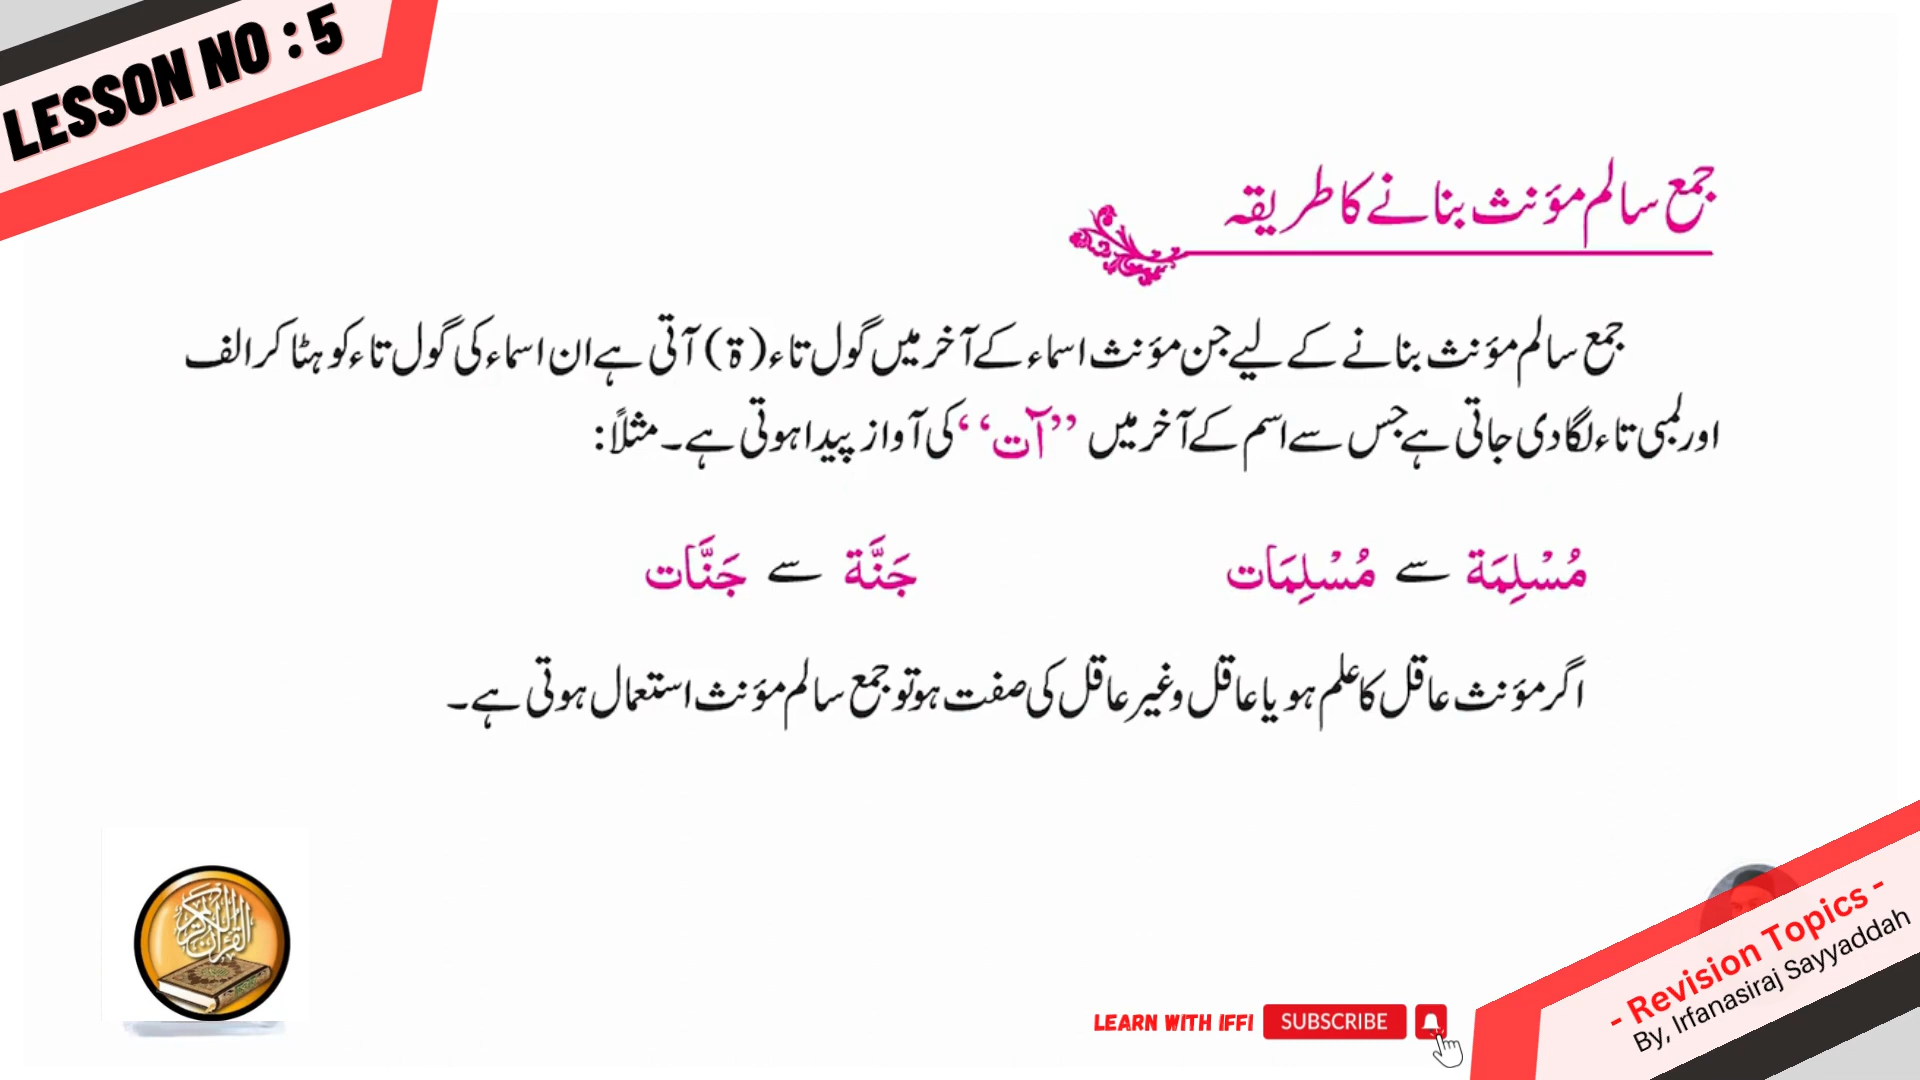 LESSON NO : 5
جمع سالم مؤنث بنانے کا طریقہ
جمع سالم مؤنث بنانے کے لیے جن مؤنث اسماء کے آخر میں گول تاء (ة) آتی ہے ان اسماء کی گول تاء کو ہٹا کر الف
اور لمبی تاء لگا دی جاتی ہے جس سے اسم کے آخر میں ”آت“ کی آواز پیدا ہوتی ہے۔ مثلاً:
مُسْلِمَة سے مُسْلِمَات جَنَّة سے جَنَّات
اگر مؤنث عاقل کا علم ہو یا عاقل و غیر عاقل کی صفت ہو تو جمع سالم مؤنث استعمال ہوتی ہے۔
القرآن الكريم
- Revision Topics -
By, Irfanasiraj Sayyaddah
LEARN WITH IFFI SUBSCRIBE